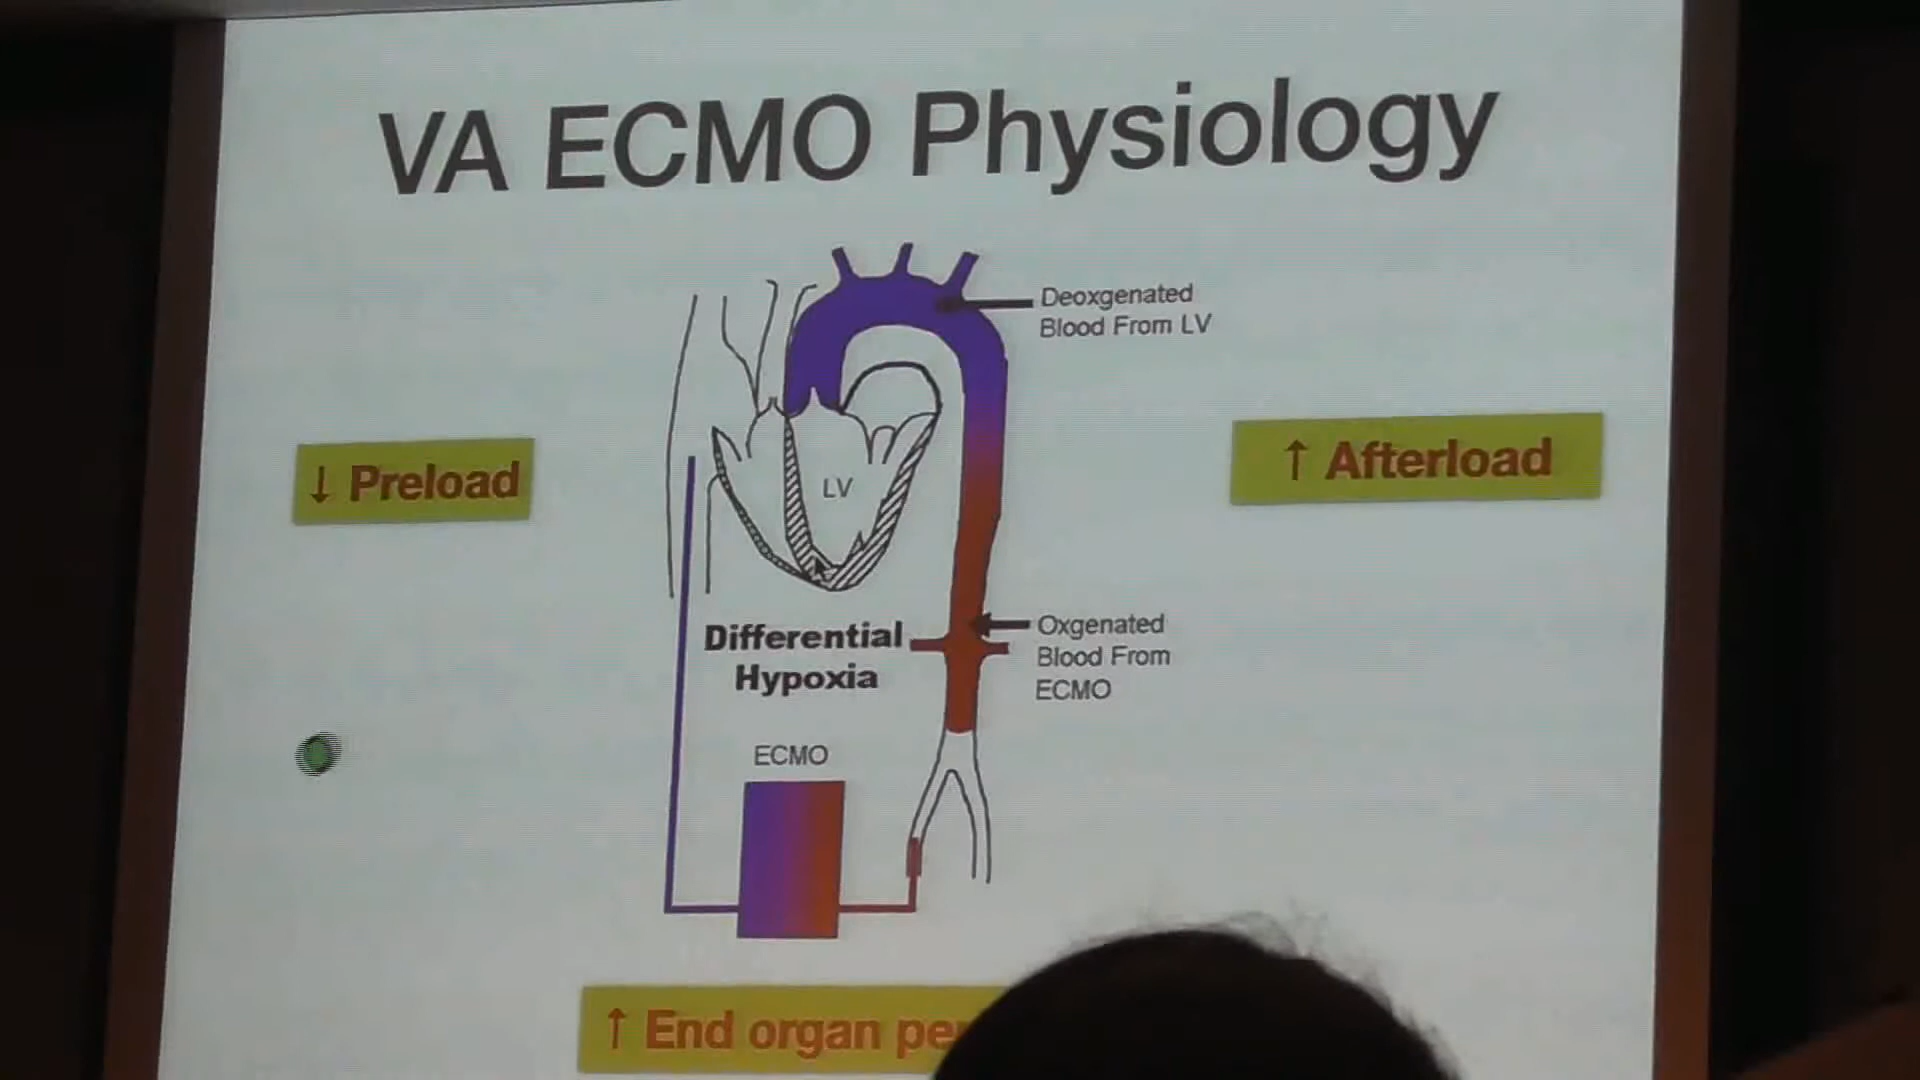 VA ECMO Physiology
Deoxgenated
Blood From LV
↓ Preload
↑ Afterload
LV
Differential
Hypoxia
Oxgenated
Blood From
ECMO
ECMO
↑ End organ